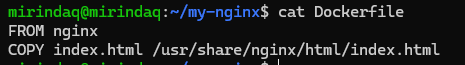 mirindaq@mirindaq:~/my-nginx$ cat Dockerfile
FROM nginx
COPY index.html /usr/share/nginx/html/index.html